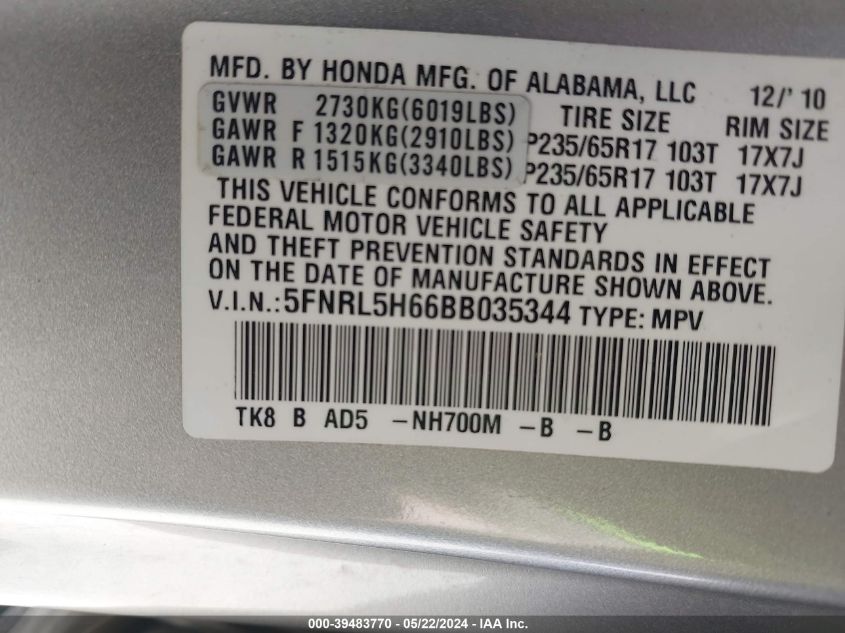 MFD. BY HONDA MFG. OF ALABAMA, LLC 12/' 10
GVWR 2730KG(6019LBS) TIRE SIZE RIM SIZE
GAWR F 1320KG(2910LBS) P235/65R17 103T 17X7J
GAWR R 1515KG(3340LBS) P235/65R17 103T 17X7J
THIS VEHICLE CONFORMS TO ALL APPLICABLE
FEDERAL MOTOR VEHICLE SAFETY
AND THEFT PREVENTION STANDARDS IN EFFECT
ON THE DATE OF MANUFACTURE SHOWN ABOVE.
V.I.N.: 5FNRL5H66BB035344 TYPE: MPV
TK8 B AD5 -NH700M -B -B
000-39483770 - 05/22/2024 - IAA Inc.